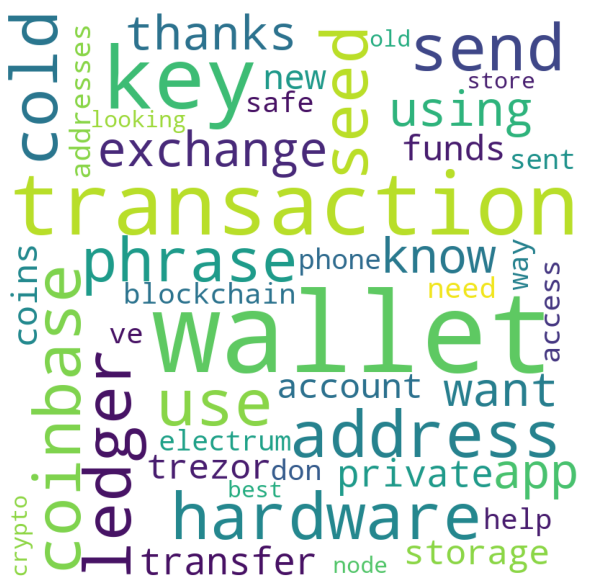 cold
addresses
thanks
key
looking
new
safe
exchange
seed
old
send
store
using
funds
sent
transaction
coins
phrase
phone
know
way
access
blockchain
need
coinbase
ve
wallet
ledger
use
account
want
electrum
address
trezor
don
private
app
best
hardware
help
crypto
transfer
node
storage